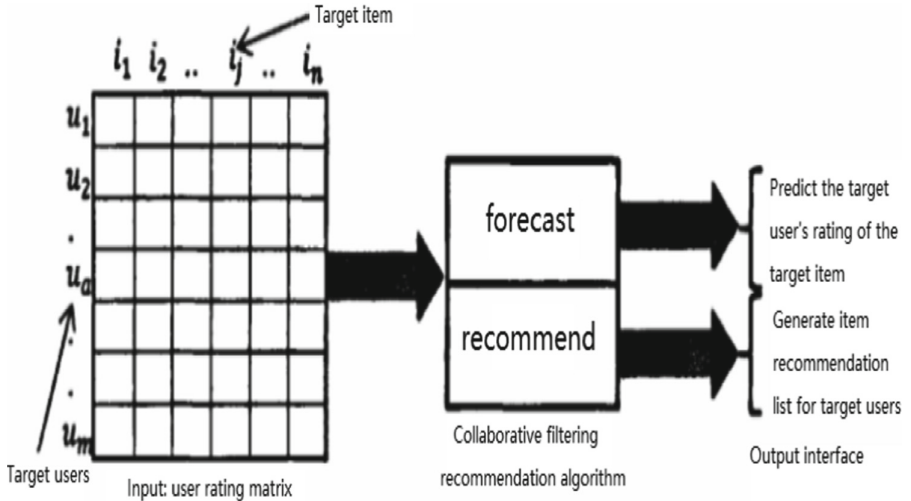 Target item
i1 i2 .. ij .. in
u1
u2
.
ua
.
.
um
Target users
Input: user rating matrix
forecast
recommend
Collaborative filtering
recommendation algorithm
Predict the target
user's rating of the
target item
Generate item
recommendation
list for target users
Output interface